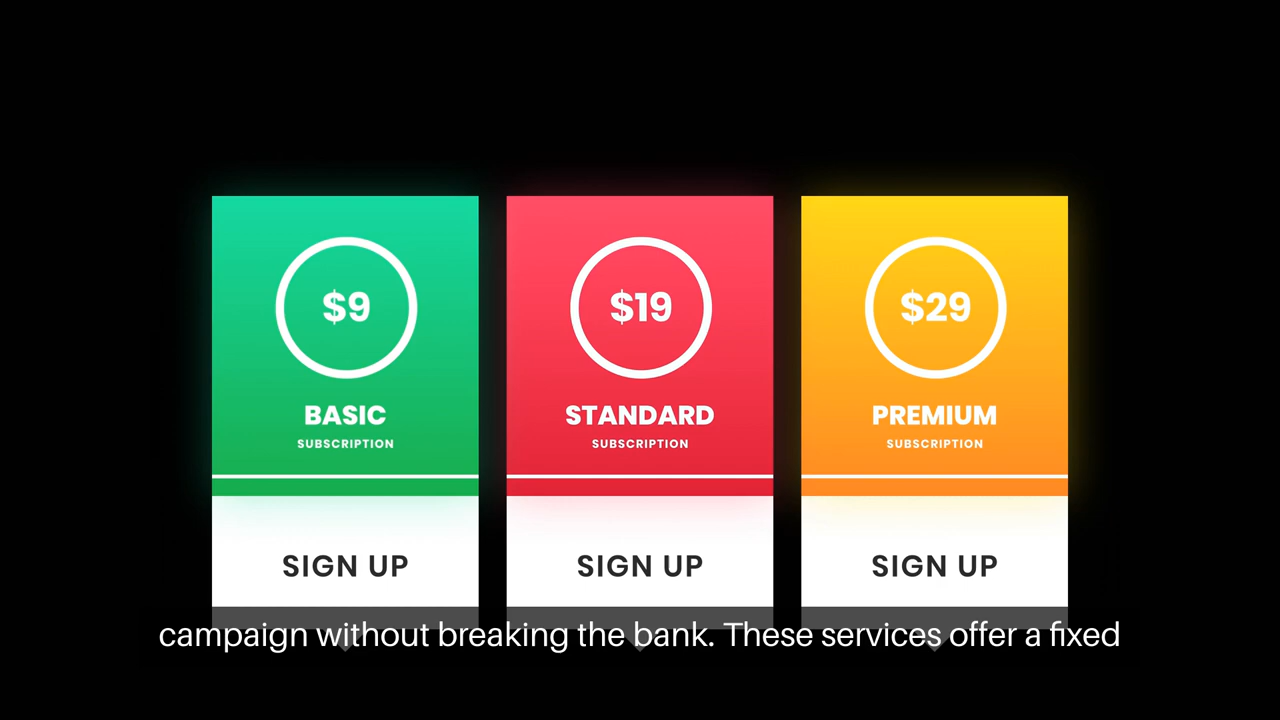 $9
BASIC
SUBSCRIPTION
SIGN UP
$19
STANDARD
SUBSCRIPTION
SIGN UP
$29
PREMIUM
SUBSCRIPTION
SIGN UP
campaign without breaking the bank. These services offer a fixed